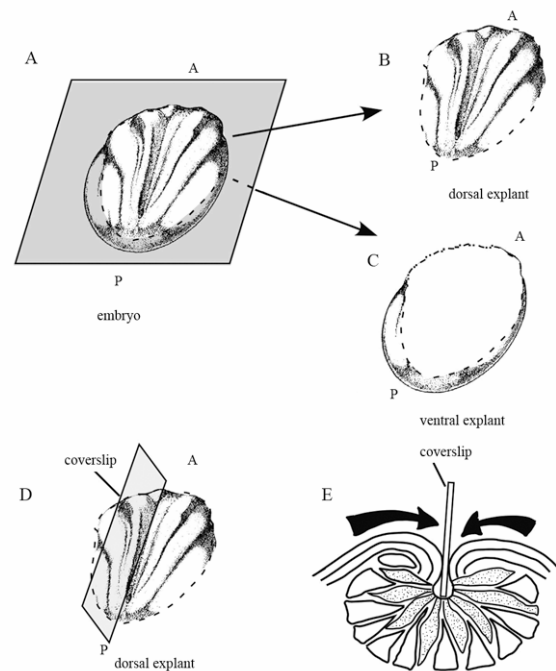 A
A
P
embryo
B
A
P
dorsal explant
C
A
P
ventral explant
D
coverslip
A
P
dorsal explant
E
coverslip